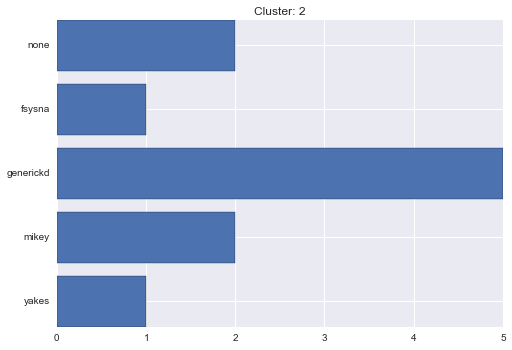 Cluster: 2
none
fsysna
generickd
mikey
yakes
0 1 2 3 4 5